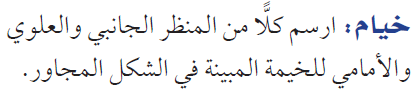 خيام: ارسم كلًّا من المنظر الجانبي والعلوي
والأمامي للخيمة المبينة في الشكل المجاور.